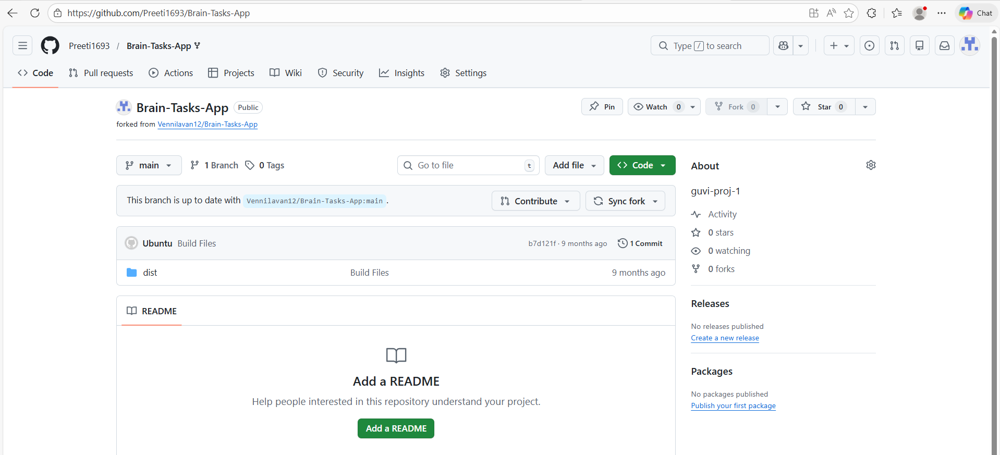 https://github.com/Preeti1693/Brain-Tasks-App
Chat
Preeti1693 / Brain-Tasks-App
Type / to search
Code Pull requests Actions Projects Wiki Security Insights Settings
Brain-Tasks-App Public
Pin Watch 0 Fork 0 Star 0
forked from Vennilavan12/Brain-Tasks-App
main 1 Branch 0 Tags
Go to file t Add file Code
This branch is up to date with Vennilavan12/Brain-Tasks-App:main .
Contribute Sync fork
Ubuntu Build Files b7d121f · 9 months ago 1 Commit
dist Build Files 9 months ago
README
Add a README
Help people interested in this repository understand your project.
Add a README
About
guvi-proj-1
Activity
0 stars
0 watching
0 forks
Releases
No releases published
Create a new release
Packages
No packages published
Publish your first package